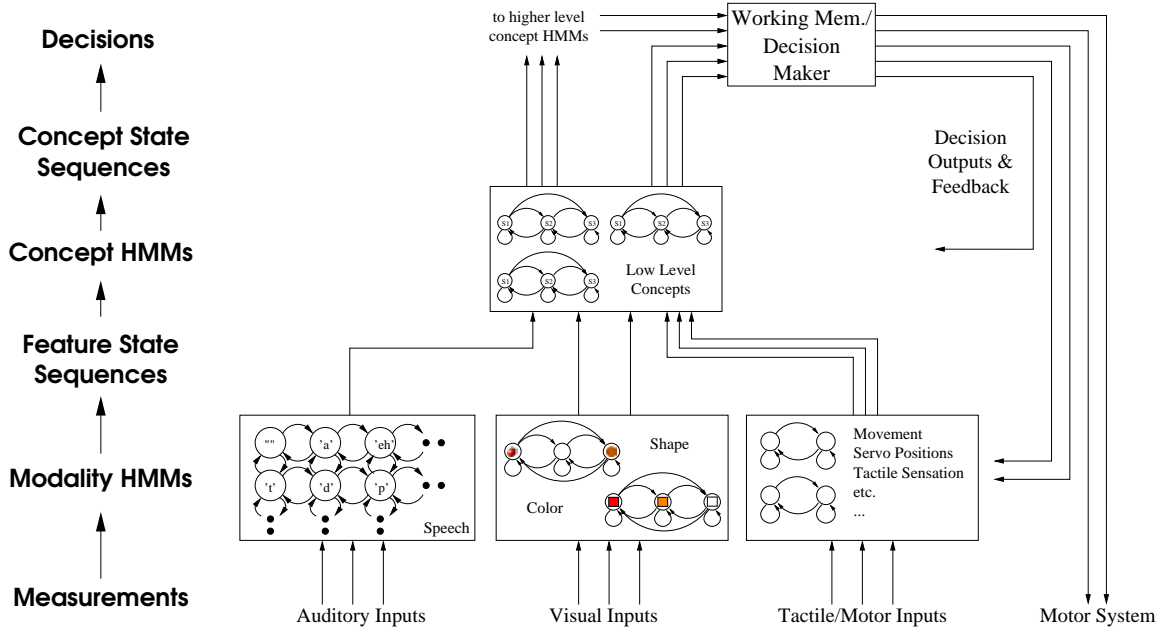 Decisions
Concept State
Sequences
Concept HMMs
Feature State
Sequences
Modality HMMs
Measurements
to higher level
concept HMMs
Working Mem./
Decision
Maker
Decision
Outputs &
Feedback
S1 S2 S3
S1 S2 S3
S1 S2 S3
Low Level
Concepts
"" 'a' 'eh'
't' 'd' 'p'
Speech
Shape
Color
Movement
Servo Positions
Tactile Sensation
etc.
...
Auditory Inputs
Visual Inputs
Tactile/Motor Inputs
Motor System